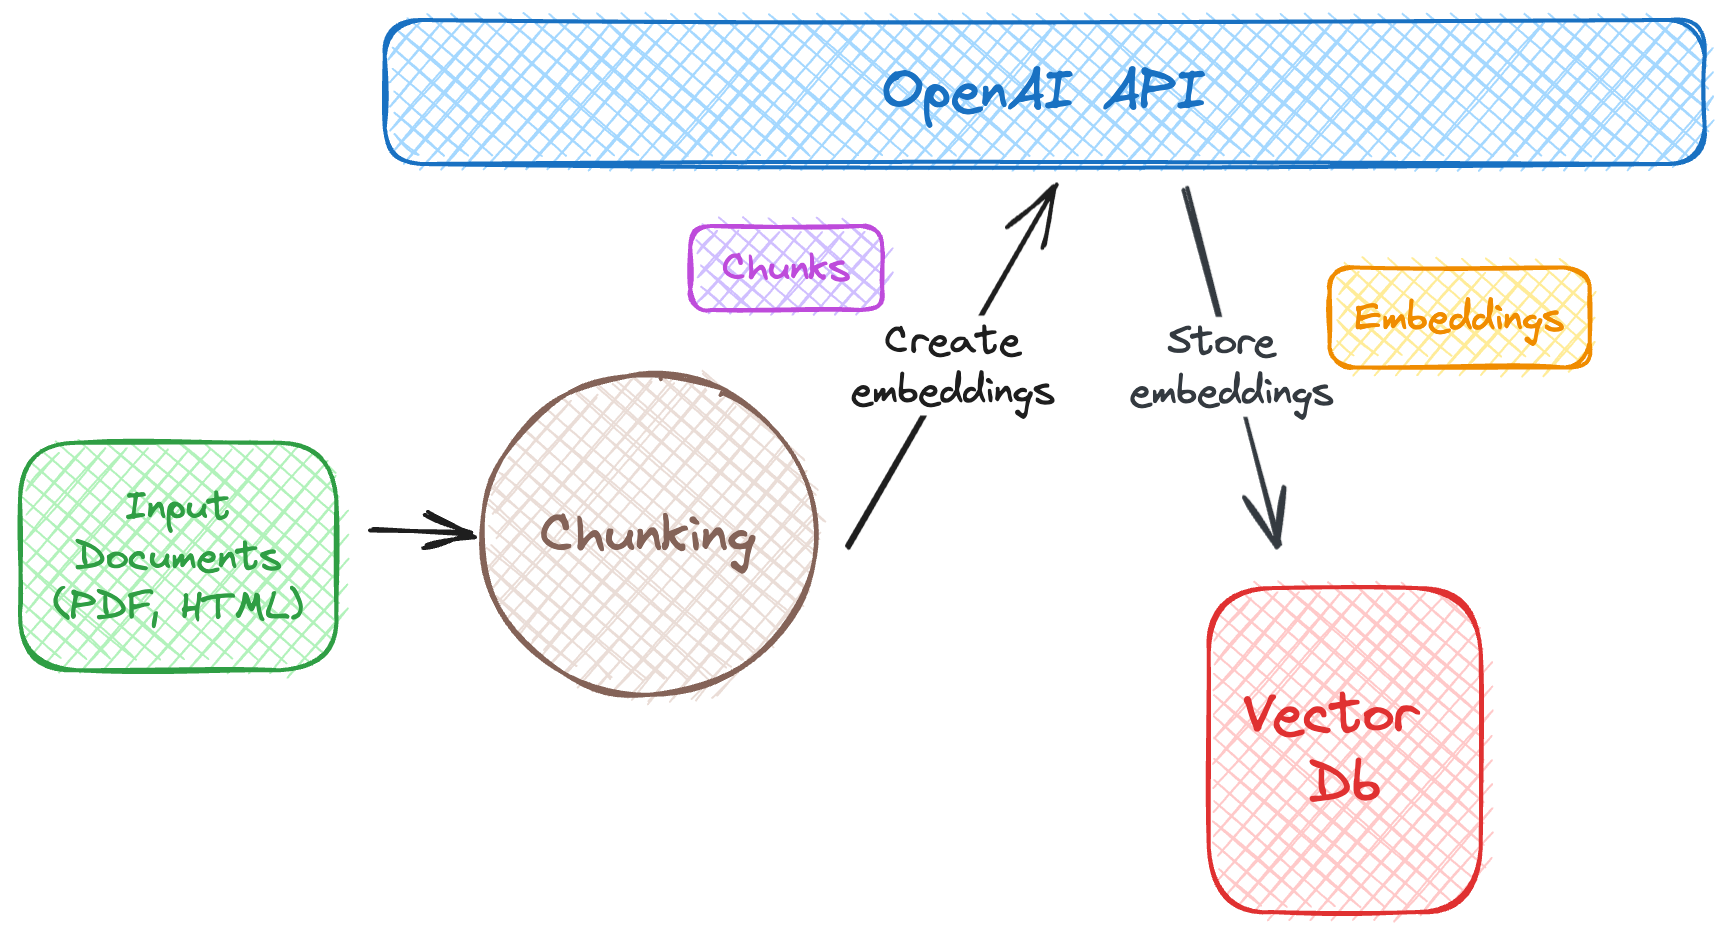 OpenAI API
Chunks
Create
embeddings
Store
embeddings
Embeddings
Input
Documents
(PDF, HTML)
Chunking
Vector
Db